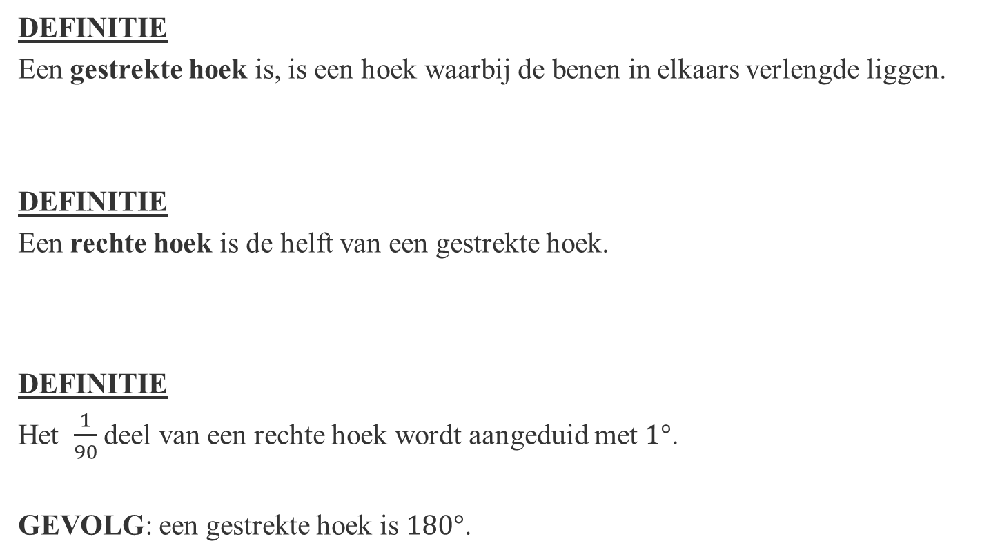 DEFINITIE
Een gestrekte hoek is, is een hoek waarbij de benen in elkaars verlengde liggen.
DEFINITIE
Een rechte hoek is de helft van een gestrekte hoek.
DEFINITIE
Het 1/90 deel van een rechte hoek wordt aangeduid met 1°.
GEVOLG: een gestrekte hoek is 180°.